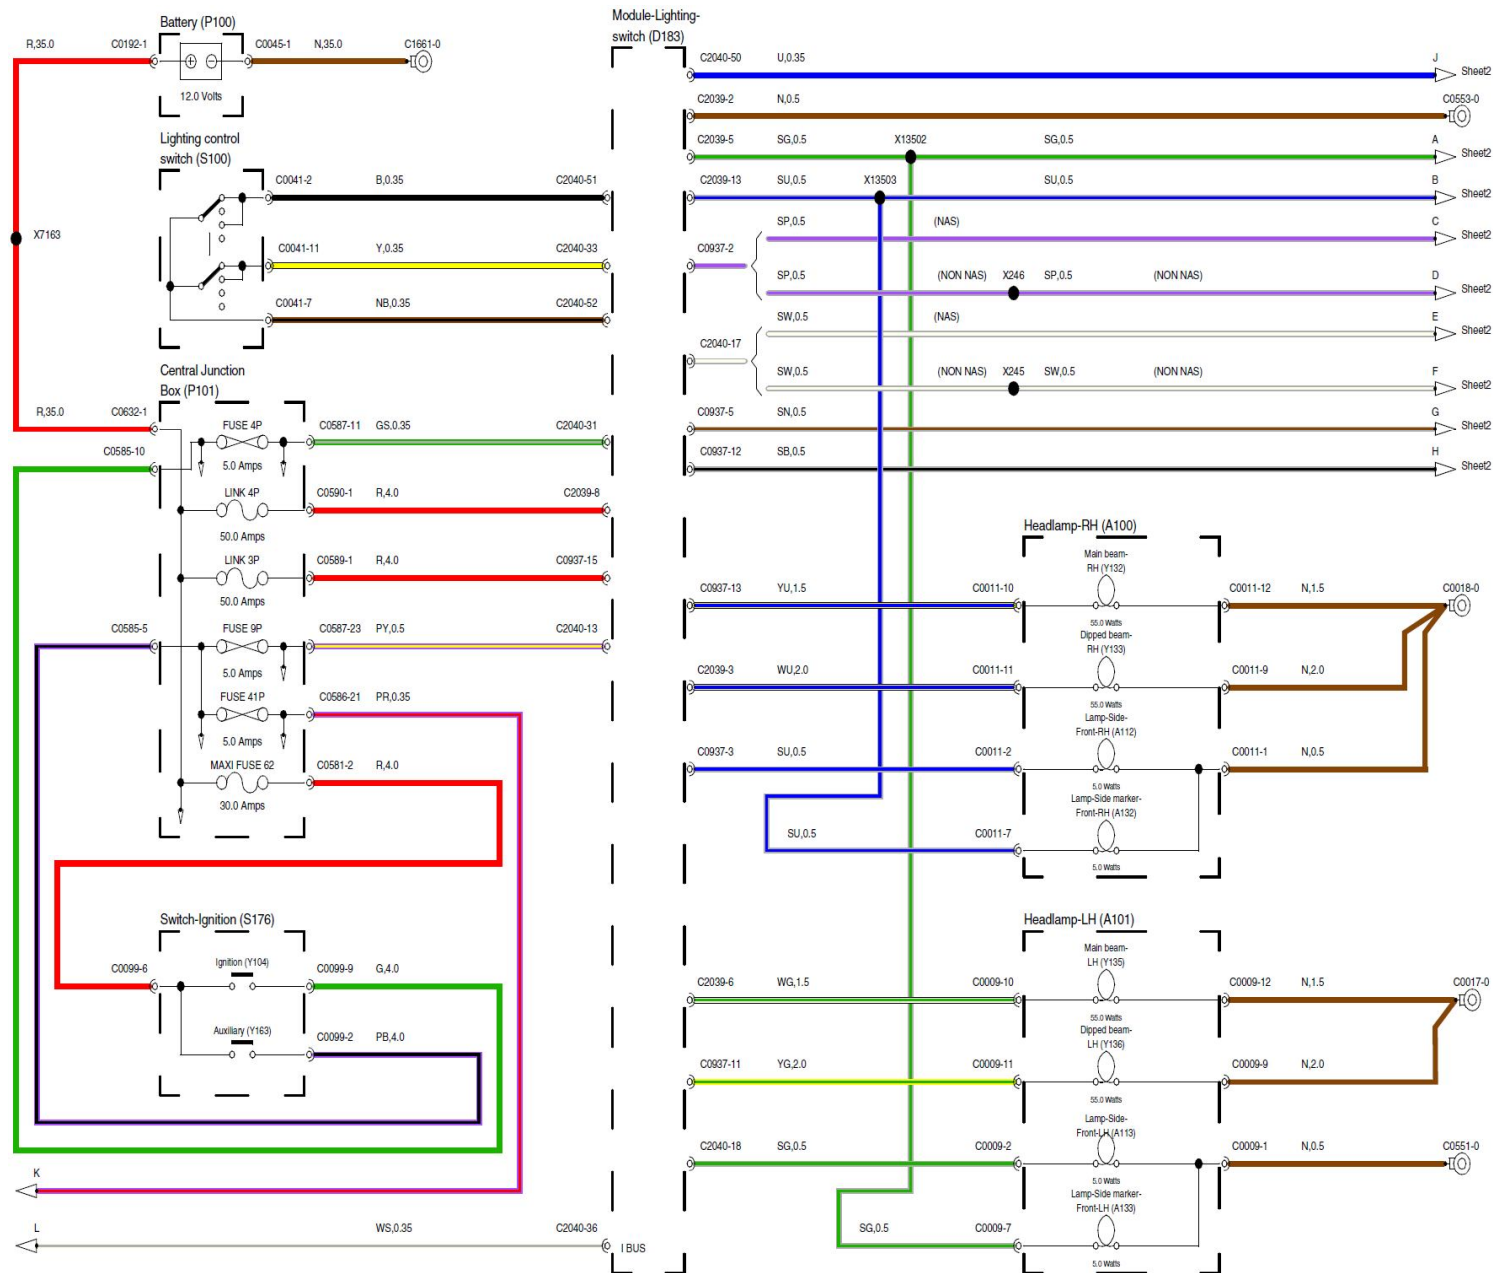 Battery (P100)
R,35.0
C0192-1
C0045-1
N,35.0
C1661-0
12.0 Volts
Lighting control
switch (S100)
C0041-2
B,0.35
C2040-51
X7163
C0041-11
Y,0.35
C2040-33
C0041-7
NB,0.35
C2040-52
Central Junction
Box (P101)
R,35.0
C0632-1
FUSE 4P
C0587-11
GS,0.35
C2040-31
C0585-10
5.0 Amps
LINK 4P
C0590-1
R,4.0
C2039-8
50.0 Amps
LINK 3P
C0589-1
R,4.0
C0937-15
50.0 Amps
C0585-5
FUSE 9P
C0587-23
PY,0.5
C2040-13
5.0 Amps
FUSE 41P
C0586-21
PR,0.35
5.0 Amps
MAXI FUSE 62
C0581-2
R,4.0
30.0 Amps
Switch-Ignition (S176)
C0099-6
Ignition (Y104)
C0099-9
G,4.0
Auxiliary (Y163)
C0099-2
PB,4.0
K
L
WS,0.35
C2040-36
I BUS
Module-Lighting-
switch (D183)
C2040-50
U,0.35
J
Sheet2
C2039-2
N,0.5
C0553-0
C2039-5
SG,0.5
X13502
SG,0.5
A
Sheet2
C2039-13
SU,0.5
X13503
SU,0.5
B
Sheet2
SP,0.5
(NAS)
C
Sheet2
C0937-2
SP,0.5
(NON NAS)
X246
SP,0.5
(NON NAS)
D
Sheet2
SW,0.5
(NAS)
E
Sheet2
C2040-17
SW,0.5
(NON NAS)
X245
SW,0.5
(NON NAS)
F
Sheet2
C0937-5
SN,0.5
G
Sheet2
C0937-12
SB,0.5
H
Sheet2
Headlamp-RH (A100)
Main beam-
RH (Y132)
C0937-13
YU,1.5
C0011-10
C0011-12
N,1.5
C0018-0
55.0 Watts
Dipped beam-
RH (Y133)
C2039-3
WU,2.0
C0011-11
C0011-9
N,2.0
55.0 Watts
Lamp-Side-
Front-RH (A112)
C0937-3
SU,0.5
C0011-2
C0011-1
N,0.5
5.0 Watts
Lamp-Side marker-
Front-RH (A132)
SU,0.5
C0011-7
5.0 Watts
Headlamp-LH (A101)
Main beam-
LH (Y135)
C2039-6
WG,1.5
C0009-10
C0009-12
N,1.5
C0017-0
55.0 Watts
Dipped beam-
LH (Y136)
C0937-11
YG,2.0
C0009-11
C0009-9
N,2.0
55.0 Watts
Lamp-Side-
Front-LH (A113)
C2040-18
SG,0.5
C0009-2
C0009-1
N,0.5
C0551-0
5.0 Watts
Lamp-Side marker-
Front-LH (A133)
SG,0.5
C0009-7
5.0 Watts